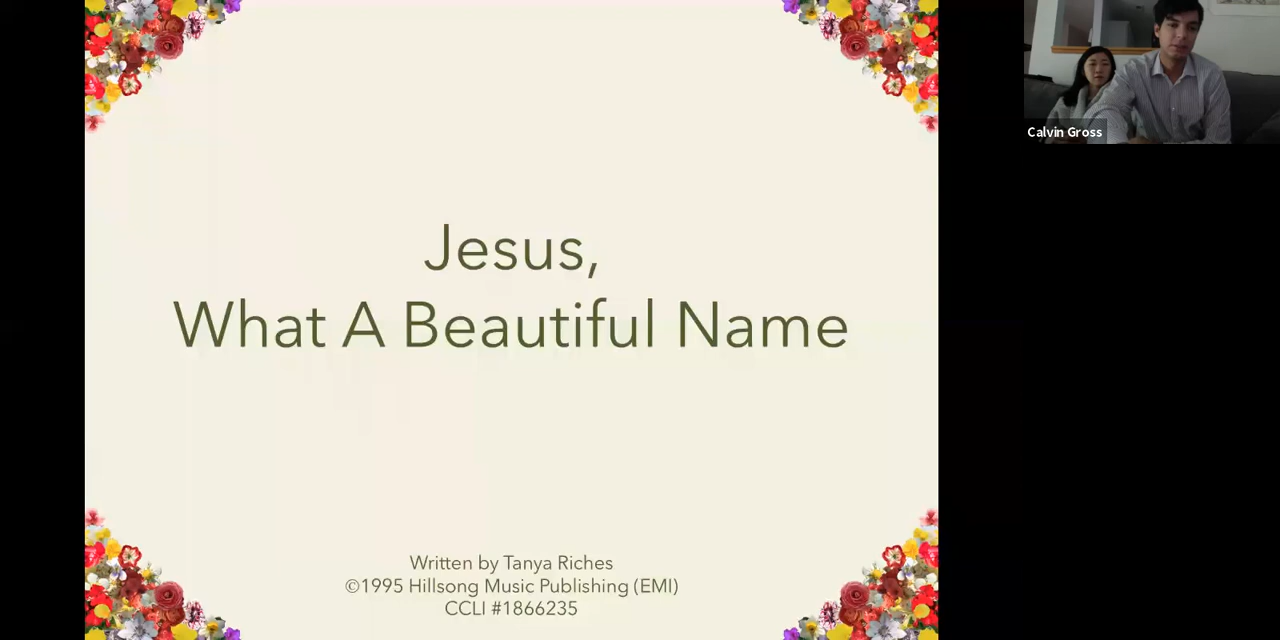 Jesus,
What A Beautiful Name
Written by Tanya Riches
©1995 Hillsong Music Publishing (EMI)
CCLI #1866235
Calvin Gross